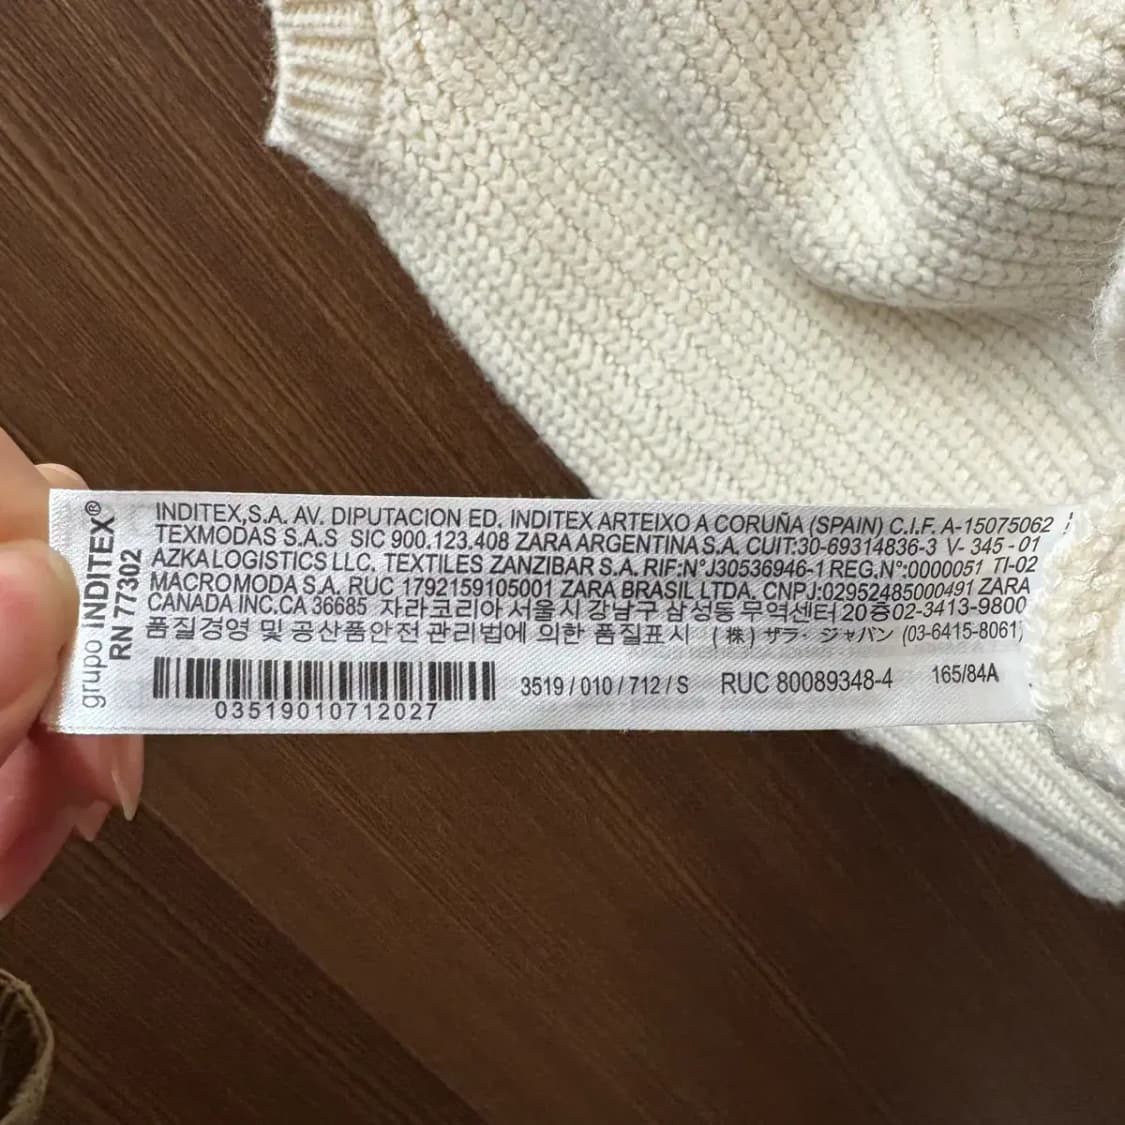 grupo INDITEX®
RN 77302
INDITEX,S.A. AV. DIPUTACION ED. INDITEX ARTEIXO A CORUÑA (SPAIN) C.I.F. A-15075062
TEXMODAS S.A.S SIC 900.123.408 ZARA ARGENTINA S.A. CUIT:30-69314836-3 V- 345 -01
AZKA LOGISTICS LLC. TEXTILES ZANZIBAR S.A. RIF:N°J30536946-1 REG.N°:0000051 TI-02
MACROMODA S.A. RUC 1792159105001 ZARA BRASIL LTDA. CNPJ:02952485000491 ZARA
CANADA INC.CA 36685 자라코리아 서울시 강남구 삼성동 무역센터 20층02-3413-9800
품질경영 및 공산품안전 관리법에 의한 품질표시 (株) ザラ・ジャパン (03-6415-8061)
3519 / 010 / 712 / S RUC 80089348-4 165/84A
03519010712027